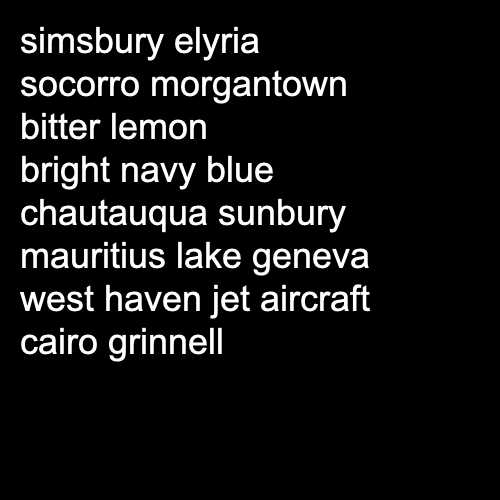 simsbury elyria
socorro morgantown
bitter lemon
bright navy blue
chautauqua sunbury
mauritius lake geneva
west haven jet aircraft
cairo grinnell